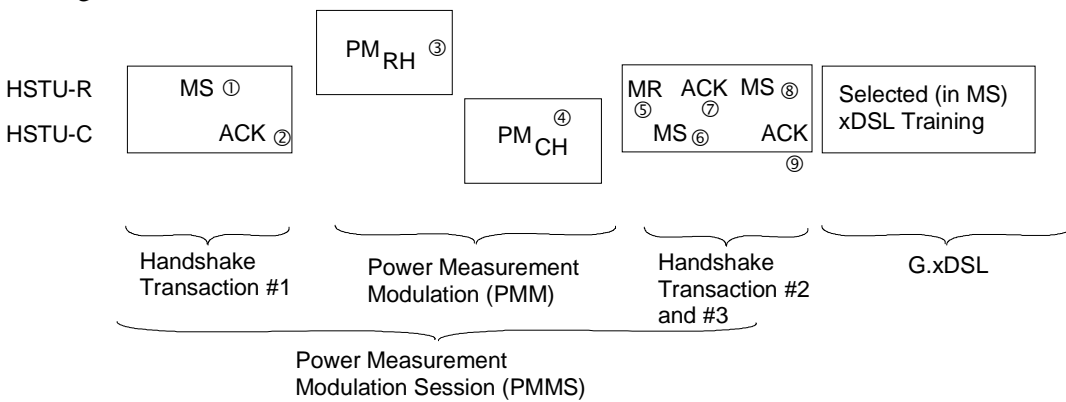 PM RH ③
HSTU-R MS ① MR ACK MS ⑧ Selected (in MS)
⑤ ⑦ xDSL Training
HSTU-C ACK ② PM CH ④ MS ⑥ ACK
⑨
Handshake
Transaction #1
Power Measurement
Modulation (PMM)
Handshake
Transaction #2
and #3
G.xDSL
Power Measurement
Modulation Session (PMMS)